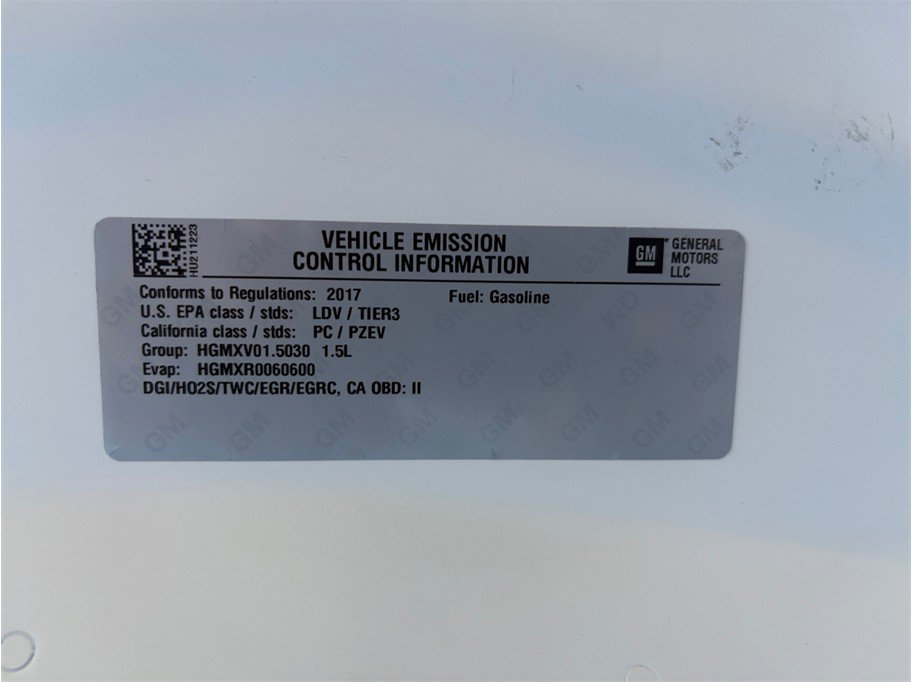 HU211223
VEHICLE EMISSION
CONTROL INFORMATION
GM
GENERAL
MOTORS
LLC
Conforms to Regulations: 2017
Fuel: Gasoline
U.S. EPA class / stds: LDV / TIER3
California class / stds: PC / PZEV
Group: HGMXV01.5030 1.5L
Evap: HGMXR0060600
DGI/HO2S/TWC/EGR/EGRC, CA OBD: II